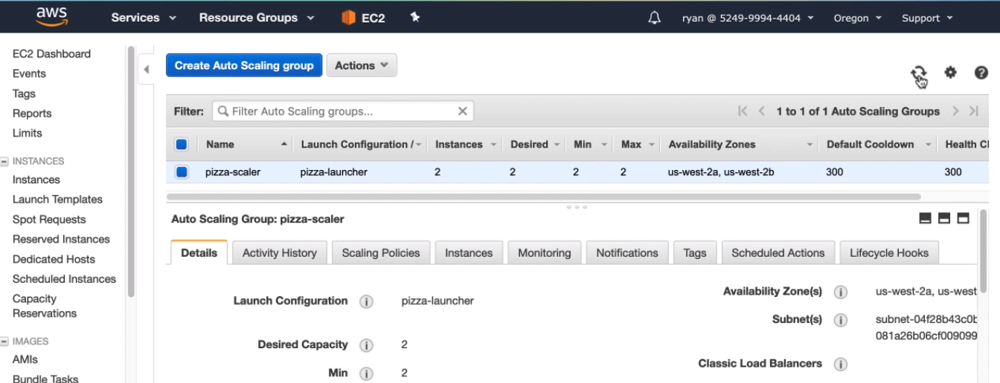 aws Services Resource Groups EC2 ryan @ 5249-9994-4404 Oregon Support
EC2 Dashboard
Events
Tags
Reports
Limits
INSTANCES
Instances
Launch Templates
Spot Requests
Reserved Instances
Dedicated Hosts
Scheduled Instances
Capacity
Reservations
IMAGES
AMIs
Bundle Tasks
Create Auto Scaling group Actions
Filter: Filter Auto Scaling groups... 1 to 1 of 1 Auto Scaling Groups
Name Launch Configuration / Instances Desired Min Max Availability Zones Default Cooldown Health Cl
pizza-scaler pizza-launcher 2 2 2 2 us-west-2a, us-west-2b 300 300
Auto Scaling Group: pizza-scaler
Details Activity History Scaling Policies Instances Monitoring Notifications Tags Scheduled Actions Lifecycle Hooks
Launch Configuration pizza-launcher
Desired Capacity 2
Min 2
Availability Zone(s) us-west-2a, us-west
Subnet(s) subnet-04f28b43c0b
081a26b06cf009099
Classic Load Balancers